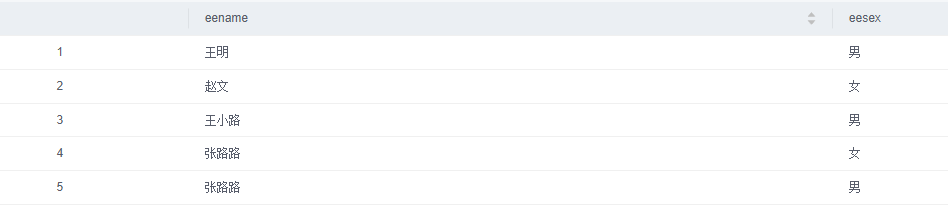 eename eesex
1 王明 男
2 赵文 女
3 王小路 男
4 张路路 女
5 张路路 男